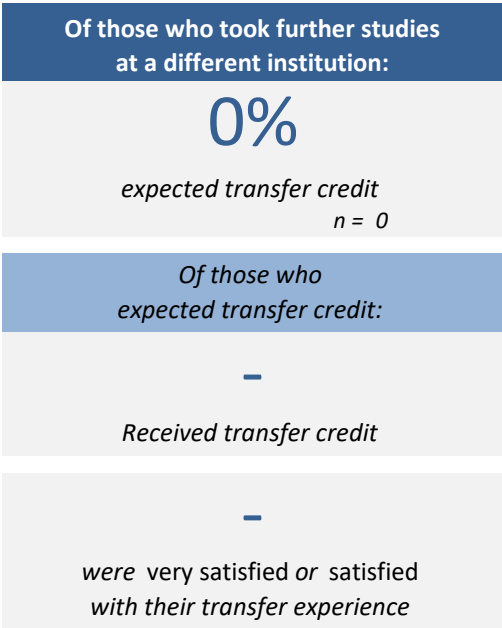 Of those who took further studies
at a different institution:
0%
expected transfer credit
n = 0
Of those who
expected transfer credit:
-
Received transfer credit
-
were very satisfied or satisfied
with their transfer experience